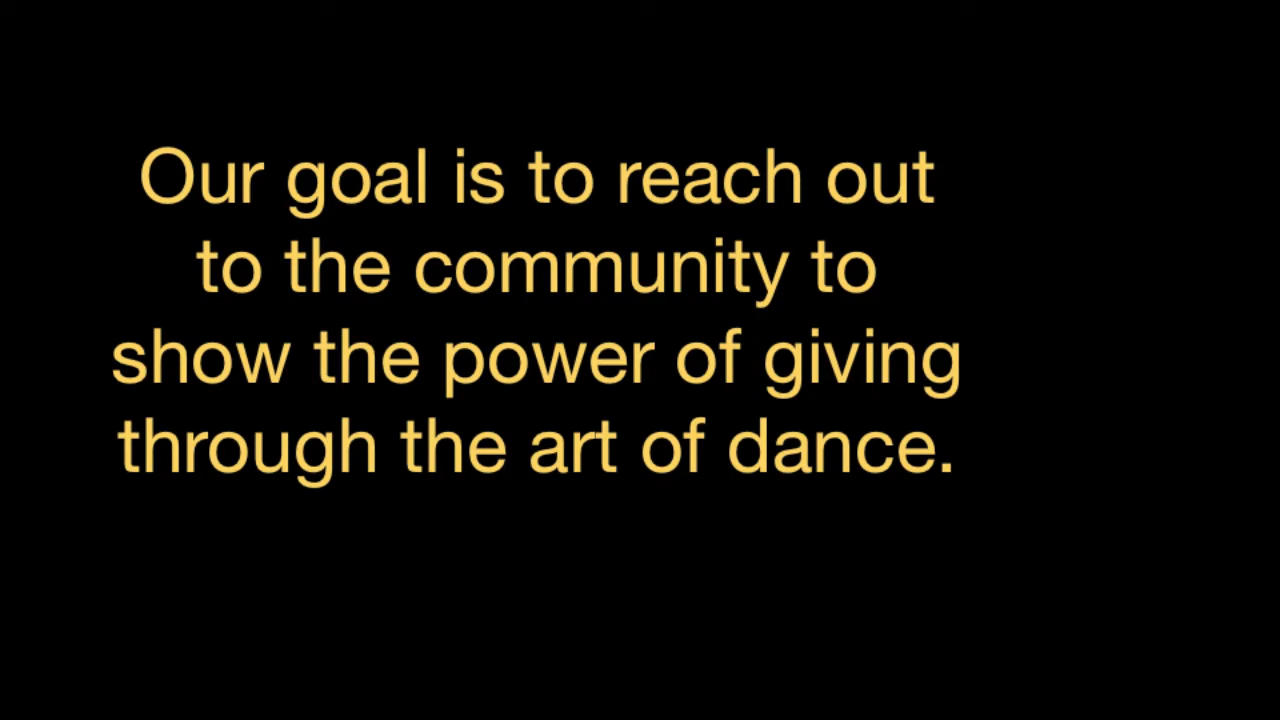 Our goal is to reach out
to the community to
show the power of giving
through the art of dance.